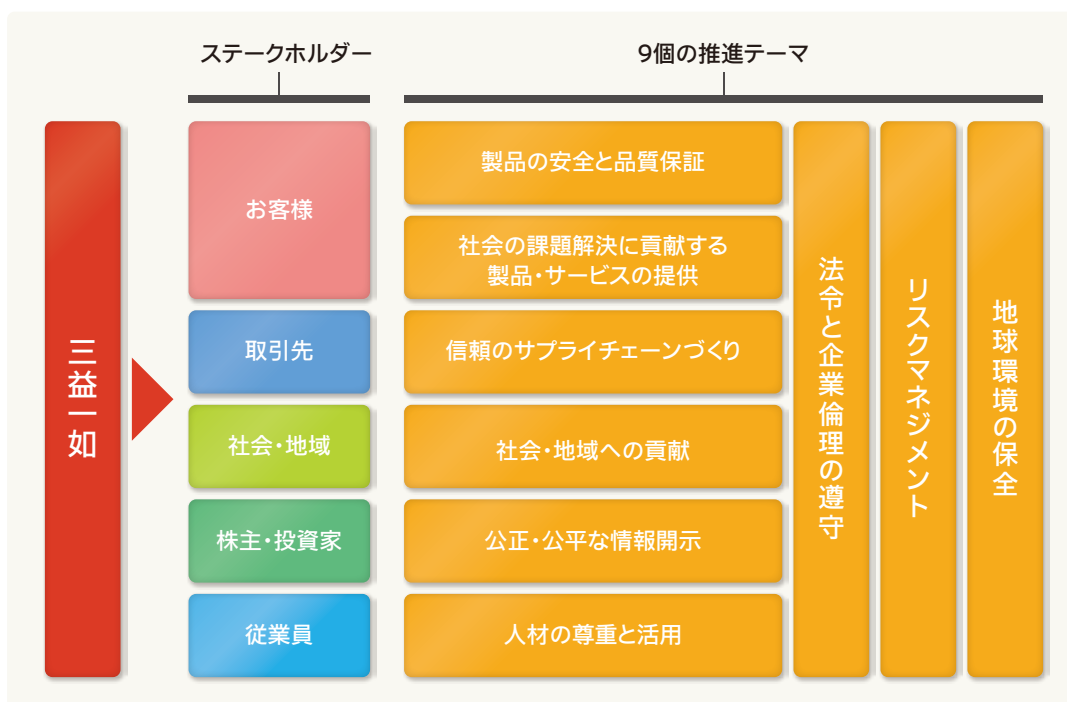 ステークホルダー
9個の推進テーマ
三益一如
お客様
製品の安全と品質保証
社会の課題解決に貢献する
製品・サービスの提供
取引先
信頼のサプライチェーンづくり
社会・地域
社会・地域への貢献
株主・投資家
公正・公平な情報開示
従業員
人材の尊重と活用
法令と企業倫理の遵守
リスクマネジメント
地球環境の保全